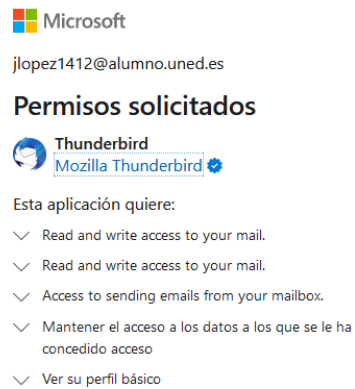 Microsoft
jlopez1412@alumno.uned.es
Permisos solicitados
Thunderbird
Mozilla Thunderbird
Esta aplicación quiere:
Read and write access to your mail.
Read and write access to your mail.
Access to sending emails from your mailbox.
Mantener el acceso a los datos a los que se le ha
concedido acceso
Ver su perfil básico